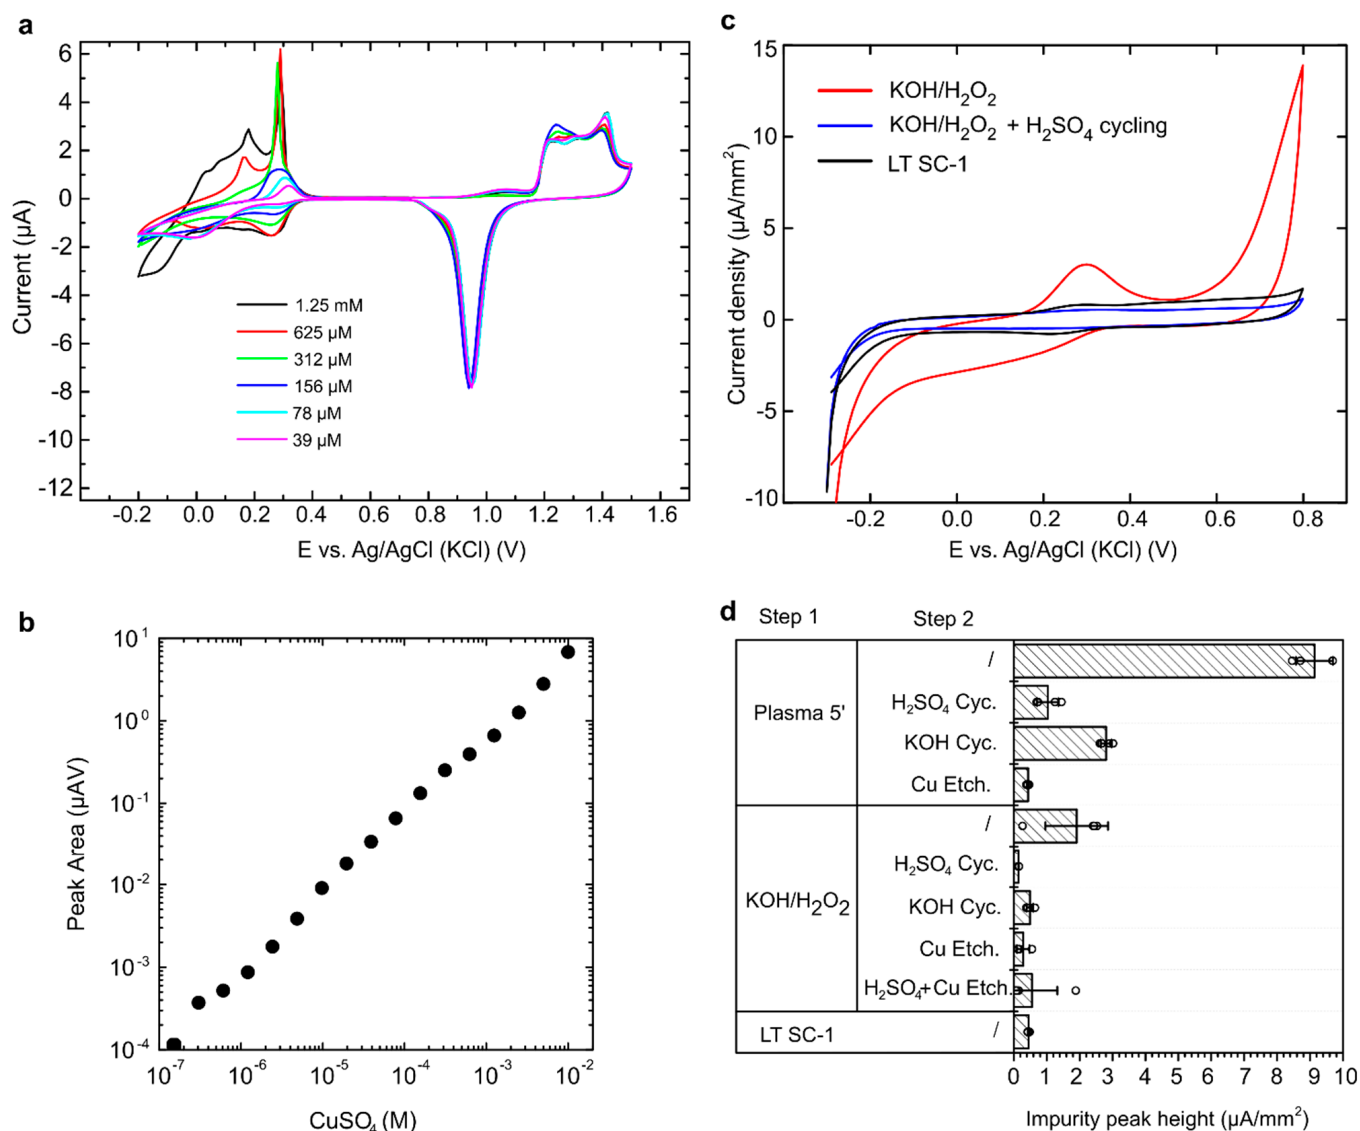 a
6
4
2
0
-2
-4
-6
-8
-10
-12
Current (µA)
1.25 mM
625 µM
312 µM
156 µM
78 µM
39 µM
-0.2 0.0 0.2 0.4 0.6 0.8 1.0 1.2 1.4 1.6
E vs. Ag/AgCl (KCl) (V)
c
15
10
5
0
-5
-10
Current density (µA/mm²)
KOH/H₂O₂
KOH/H₂O₂ + H₂SO₄ cycling
LT SC-1
-0.2 0.0 0.2 0.4 0.6 0.8
E vs. Ag/AgCl (KCl) (V)
b
10¹
10⁰
10⁻¹
10⁻²
10⁻³
10⁻⁴
Peak Area (µAV)
10⁻⁷ 10⁻⁶ 10⁻⁵ 10⁻⁴ 10⁻³ 10⁻²
CuSO₄ (M)
d
Step 1 Step 2
Plasma 5'
/
H₂SO₄ Cyc.
KOH Cyc.
Cu Etch.
KOH/H₂O₂
/
H₂SO₄ Cyc.
KOH Cyc.
Cu Etch.
H₂SO₄+Cu Etch.
LT SC-1 /
0 1 2 3 4 5 6 7 8 9 10
Impurity peak height (µA/mm²)